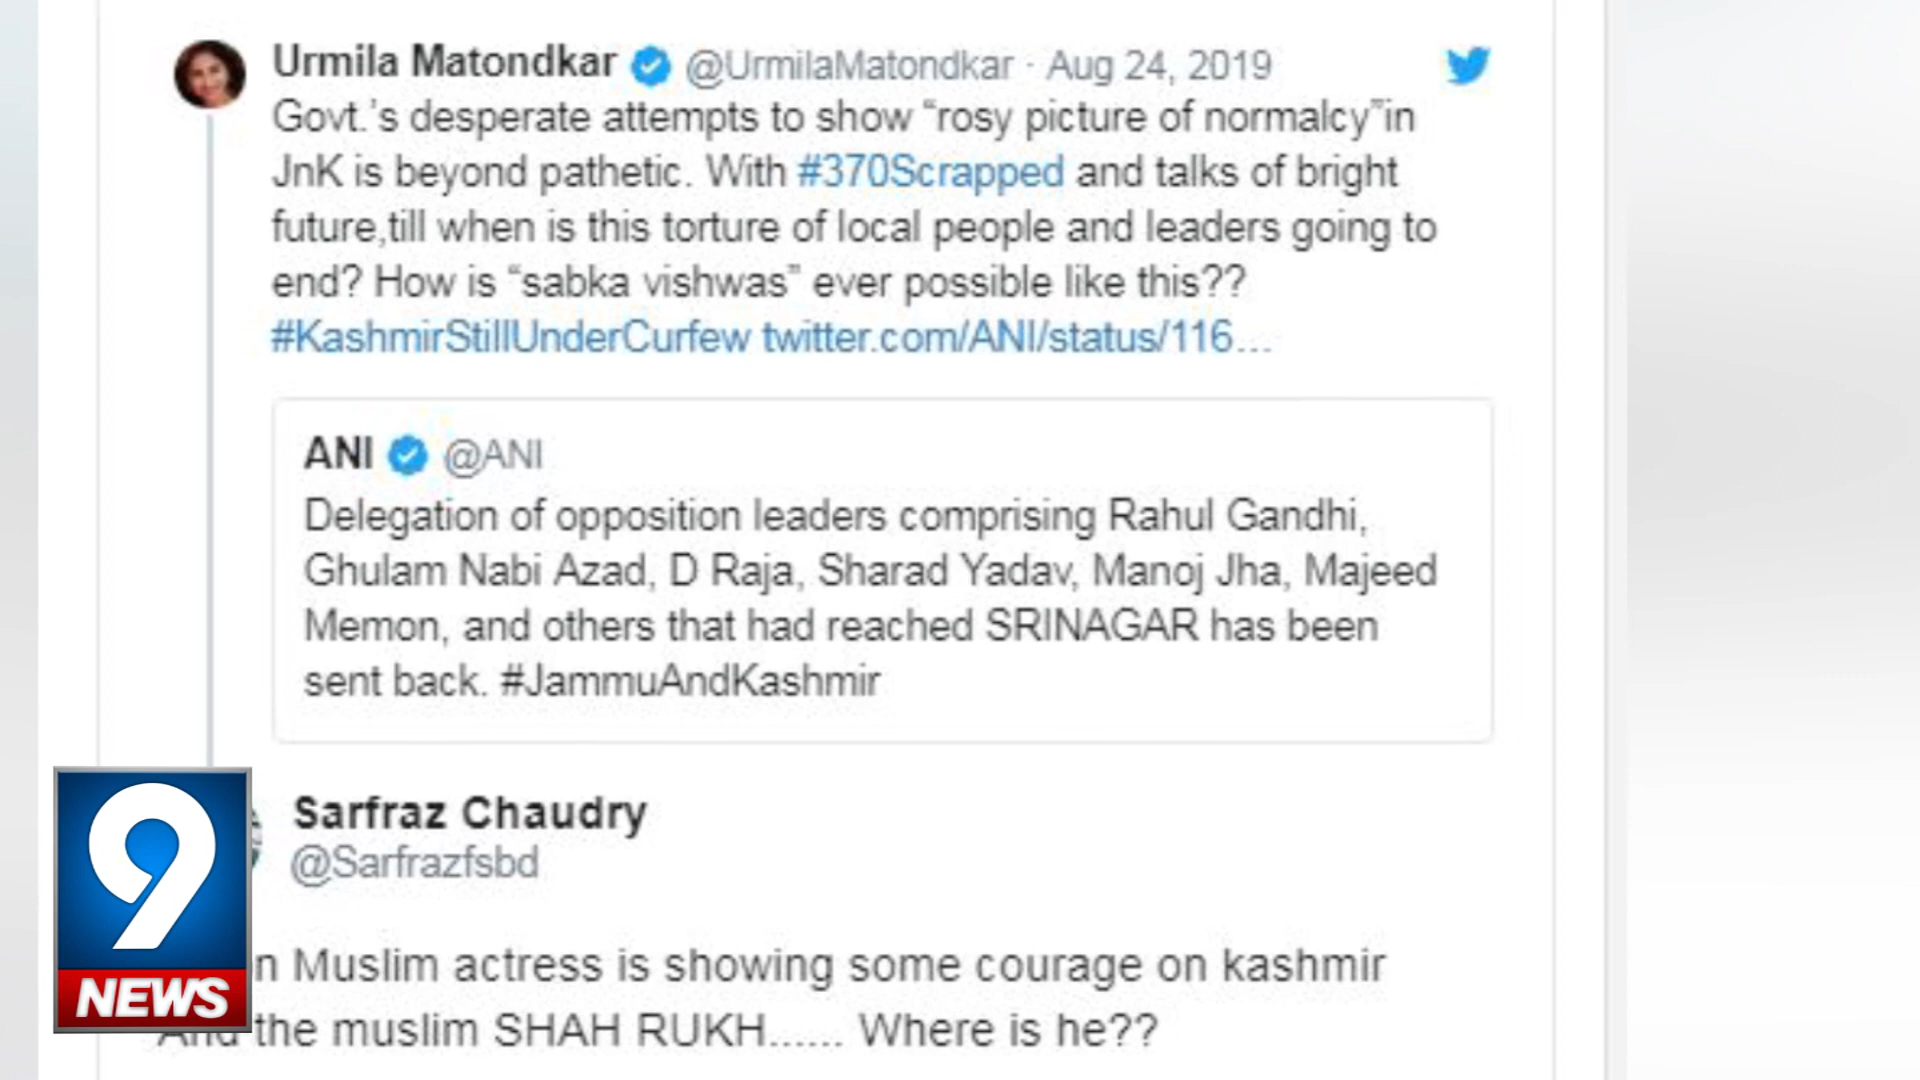 Urmila Matondkar @UrmilaMatondkar · Aug 24, 2019
Govt.'s desperate attempts to show “rosy picture of normalcy”in
JnK is beyond pathetic. With #370Scrapped and talks of bright
future,till when is this torture of local people and leaders going to
end? How is “sabka vishwas” ever possible like this??
#KashmirStillUnderCurfew twitter.com/ANI/status/116…
ANI @ANI
Delegation of opposition leaders comprising Rahul Gandhi,
Ghulam Nabi Azad, D Raja, Sharad Yadav, Manoj Jha, Majeed
Memon, and others that had reached SRINAGAR has been
sent back. #JammuAndKashmir
Sarfraz Chaudry
@Sarfrazfsbd
n Muslim actress is showing some courage on kashmir
And the muslim SHAH RUKH...... Where is he??
9
NEWS